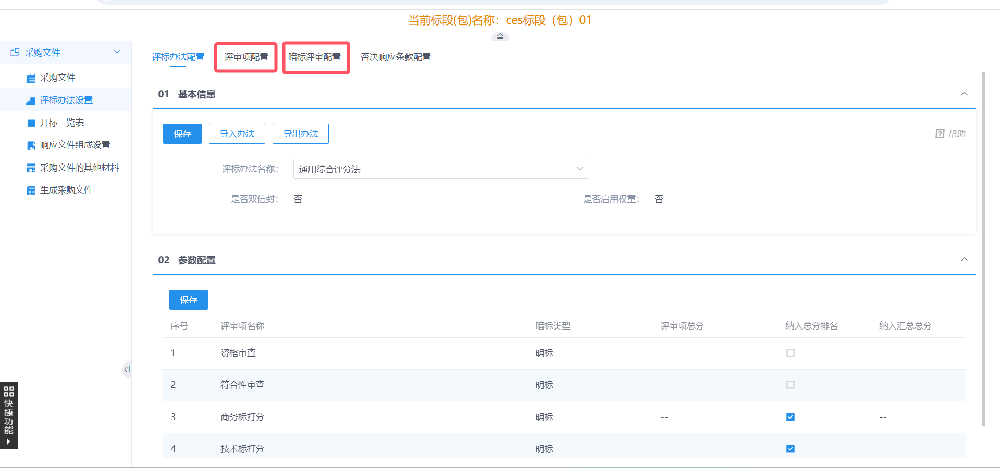 当前标段(包)名称：ces标段（包）01
采购文件
采购文件
评标办法设置
开标一览表
响应文件组成设置
采购文件的其他材料
生成采购文件
快捷功能
评标办法配置 评审项配置 暗标评审配置 否决响应条款配置
01 基本信息
保存 导入办法 导出办法 帮助
评标办法名称： 通用综合评分法
是否双信封： 否 是否启用权重： 否
02 参数配置
保存
序号 评审项名称 暗标类型 评审项总分 纳入总分排名 纳入汇总总分
1 资格审查 明标 -- --
2 符合性审查 明标 -- --
3 商务标打分 明标 -- --
4 技术标打分 明标 -- --